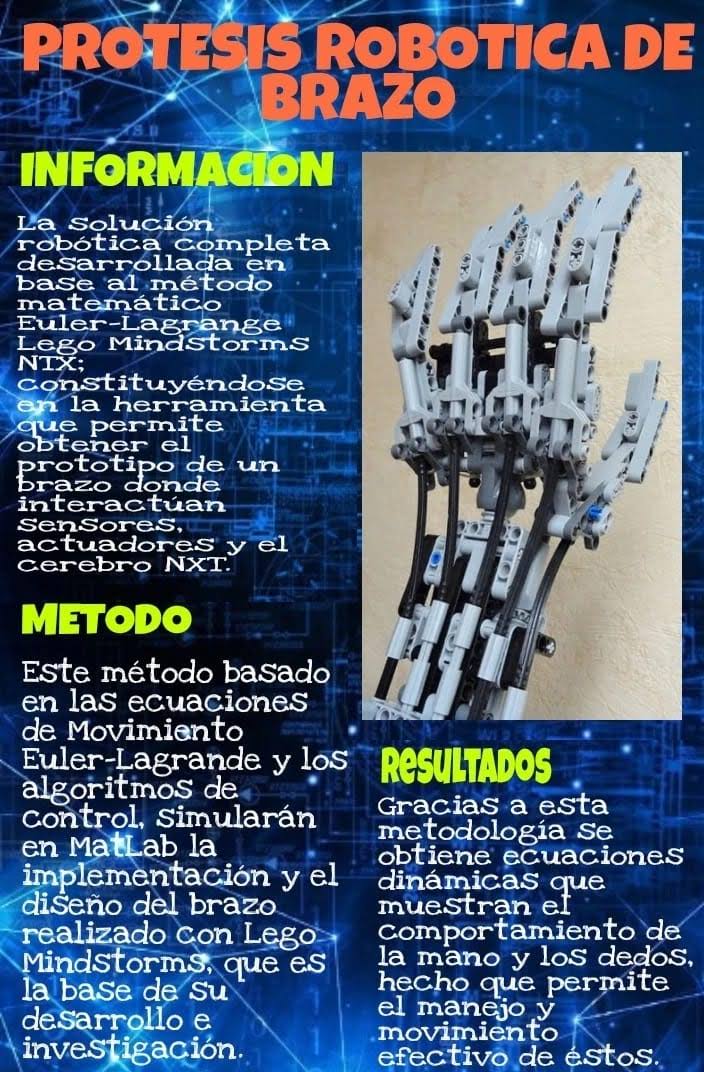 PROTESIS ROBOTICA DE
BRAZO
INFORMACION
La solución
robótica completa
desarrollada en
base al método
matemático
Euler-Lagrange
Lego Mindstorms
NTX;
constituyéndose
en la herramienta
que permite
obtener el
prototipo de un
brazo donde
interactúan
sensores,
actuadores y el
cerebro NXT.
METODO
Este método basado
en las ecuaciones
de Movimiento
Euler-Lagrande y los
algoritmos de
control, simularán
en MatLab la
implementación y el
diseño del brazo
realizado con Lego
Mindstorms, que es
la base de su
desarrollo e
investigación.
Resultados
Gracias a esta
metodología se
obtiene ecuaciones
dinámicas que
muestran el
comportamiento de
la mano y los dedos,
hecho que permite
el manejo y
movimiento
efectivo de éstos.